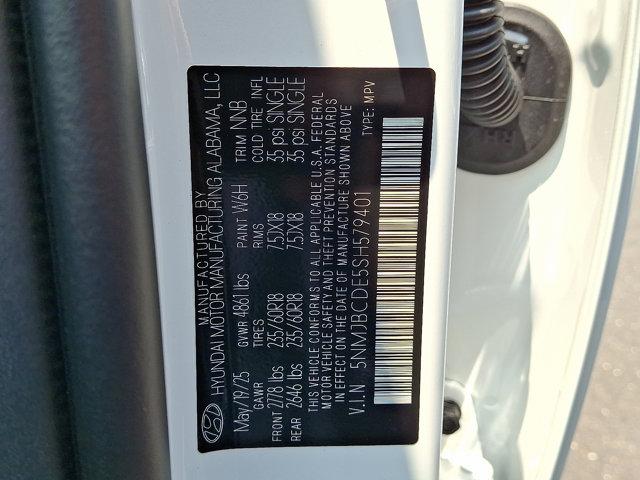 MANUFACTURED BY
HYUNDAI MOTOR MANUFACTURING ALABAMA, LLC
May/19/25 GVWR 4861 lbs PAINT W6H TRIM NNB
GAWR TIRES RIMS COLD TIRE INFL
FRONT 2778 lbs 235/60R18 7.5JX18 35 psi SINGLE
REAR 2646 lbs 235/60R18 7.5JX18 35 psi SINGLE
THIS VEHICLE CONFORMS TO ALL APPLICABLE U.S.A. FEDERAL
MOTOR VEHICLE SAFETY AND THEFT PREVENTION STANDARDS
IN EFFECT ON THE DATE OF MANUFACTURE SHOWN ABOVE
V.I.N 5NMJBCDE5SH579401 TYPE: MPV